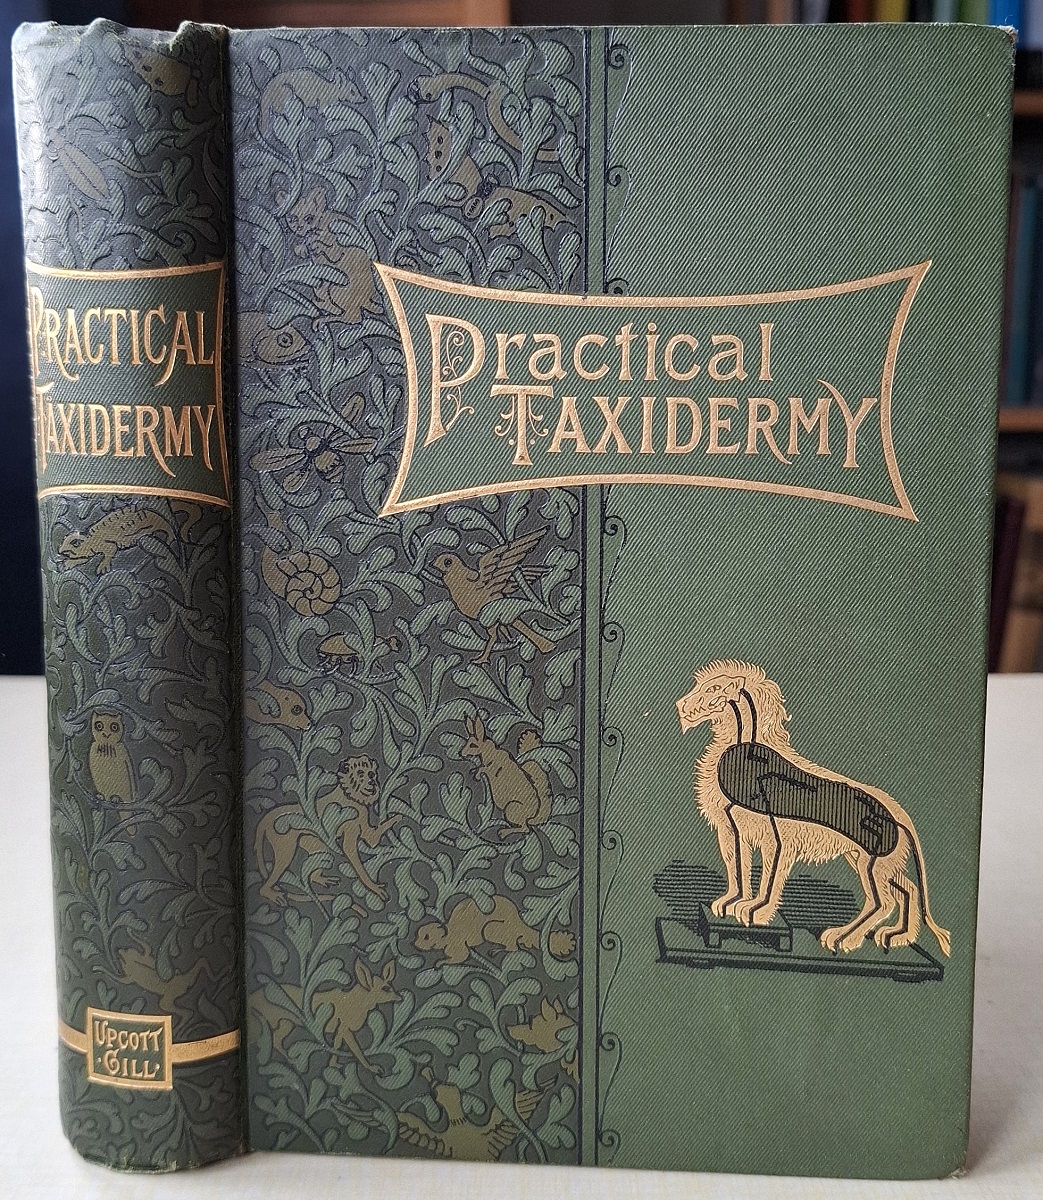 PRACTICAL
TAXIDERMY
UPCOTT
·GILL·
Practical
TAXIDERMY